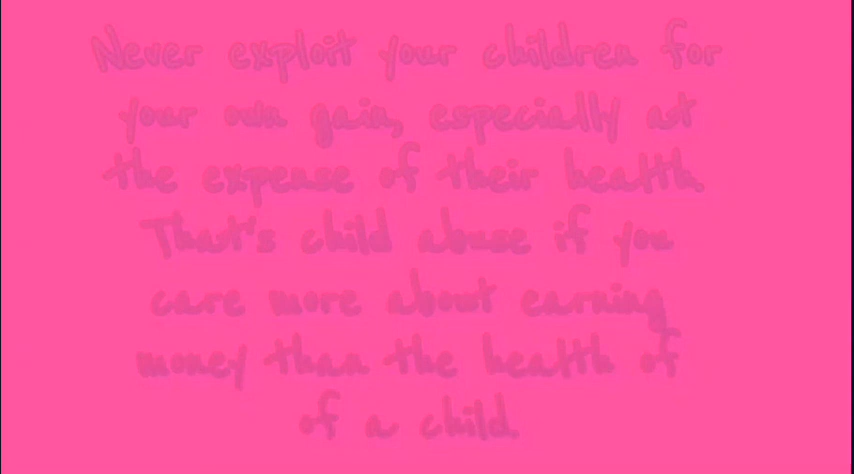 Never exploit your children for
your own gain, especially at
the expense of their health.
That's child abuse if you
care more about earning
money than the health of
of a child.